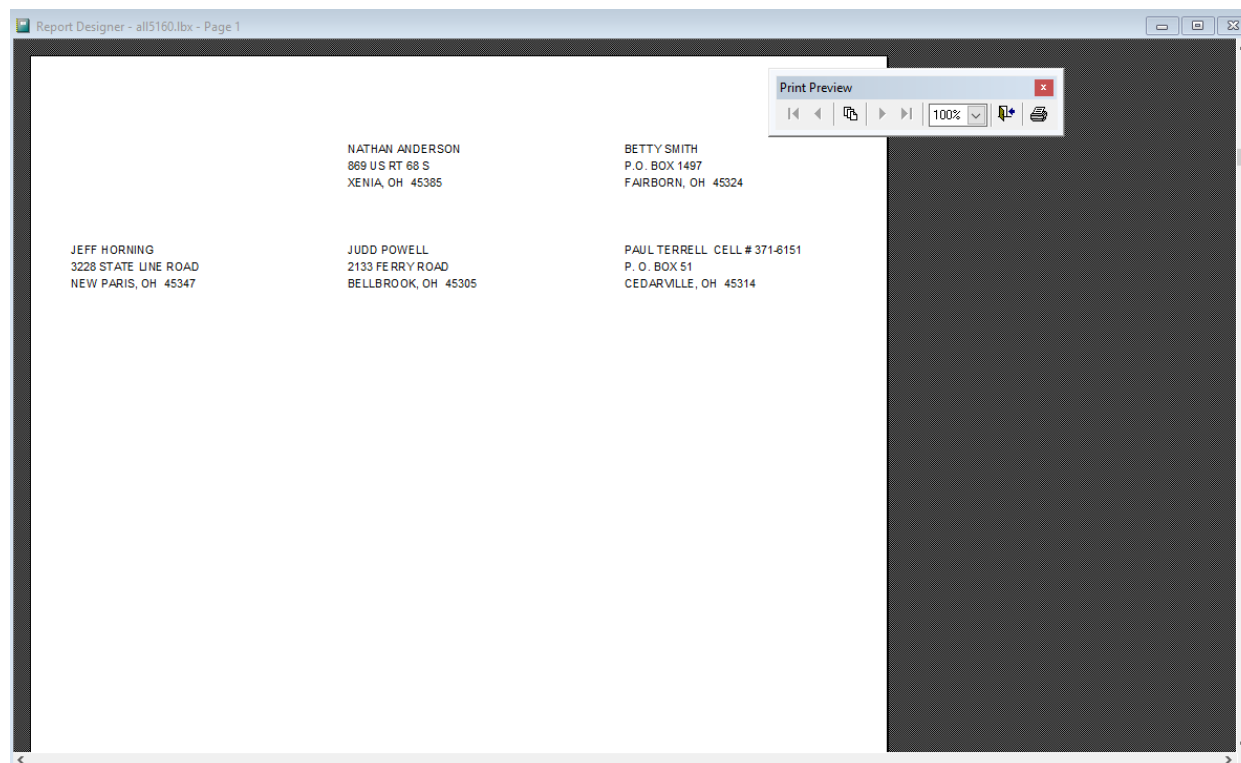 Report Designer - all5160.lbx - Page 1
Print Preview
100%
NATHAN ANDERSON
869 US RT 68 S
XENIA, OH  45385
BETTY SMITH
P.O. BOX 1497
FAIRBORN, OH  45324
JEFF HORNING
3228 STATE LINE ROAD
NEW PARIS, OH  45347
JUDD POWELL
2133 FERRY ROAD
BELLBROOK, OH  45305
PAUL TERRELL  CELL # 371-6151
P. O. BOX 51
CEDARVILLE, OH  45314